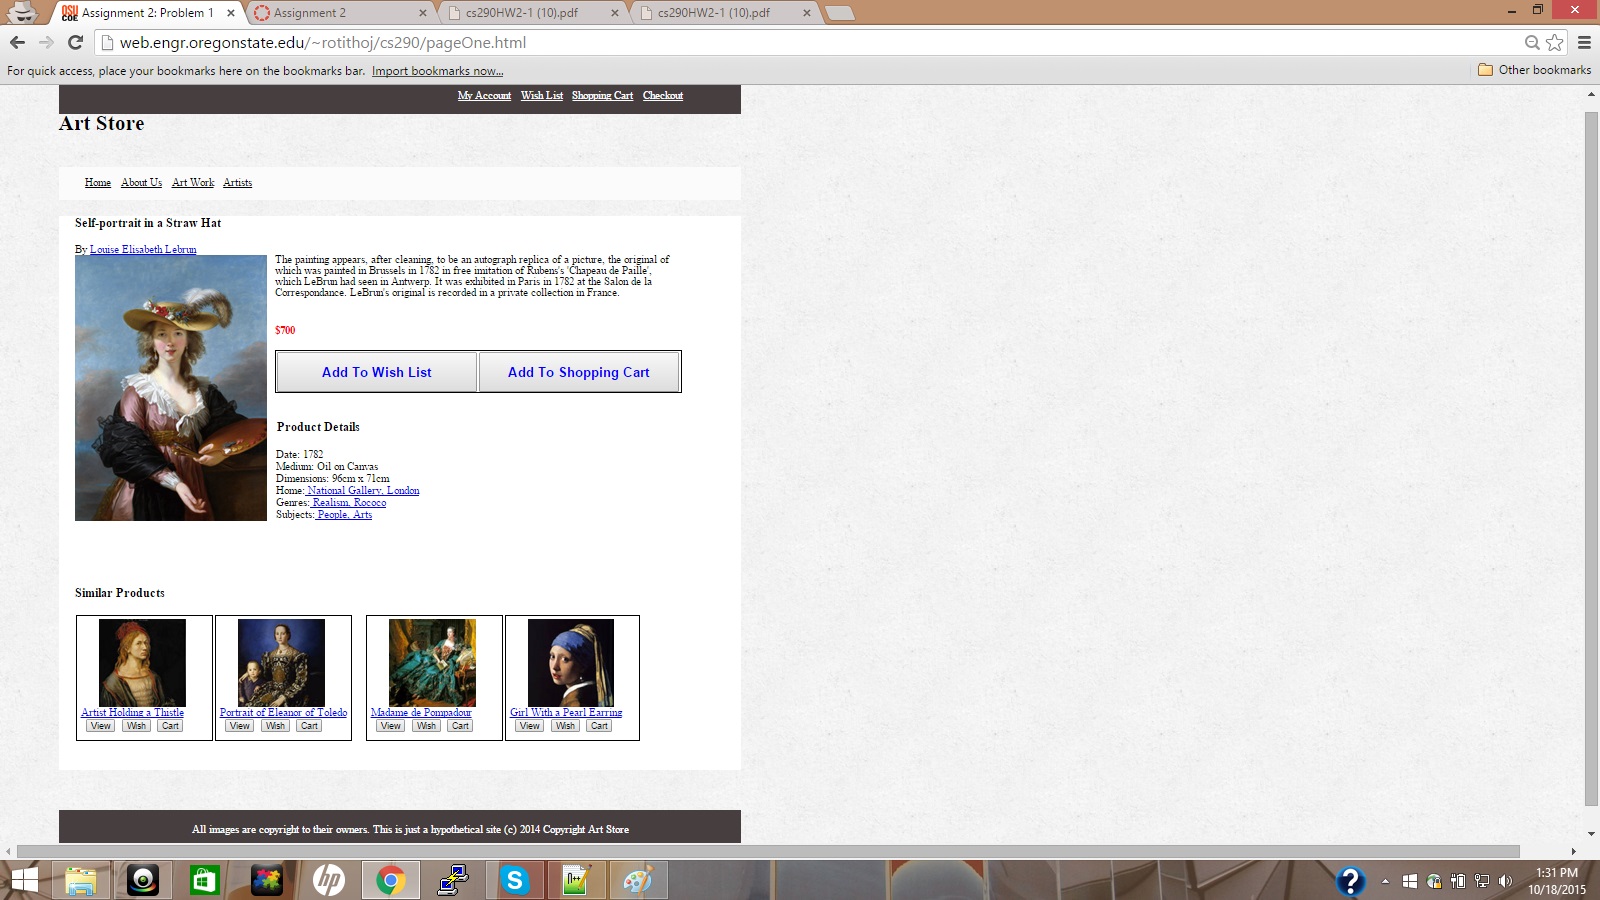 OSU COE Assignment 2: Problem 1
Assignment 2
cs290HW2-1 (10).pdf
cs290HW2-1 (10).pdf
web.engr.oregonstate.edu/~rotithoj/cs290/pageOne.html
For quick access, place your bookmarks here on the bookmarks bar. Import bookmarks now...
Other bookmarks
My Account Wish List Shopping Cart Checkout
Art Store
Home About Us Art Work Artists
Self-portrait in a Straw Hat
By Louise Elisabeth Lebrun
The painting appears, after cleaning, to be an autograph replica of a picture, the original of
which was painted in Brussels in 1782 in free imitation of Rubens's 'Chapeau de Paille',
which LeBrun had seen in Antwerp. It was exhibited in Paris in 1782 at the Salon de la
Correspondance. LeBrun's original is recorded in a private collection in France.
$700
Add To Wish List Add To Shopping Cart
Product Details
Date: 1782
Medium: Oil on Canvas
Dimensions: 96cm x 71cm
Home: National Gallery, London
Genres: Realism, Rococo
Subjects: People, Arts
Similar Products
Artist Holding a Thistle
View Wish Cart
Portrait of Eleanor of Toledo
View Wish Cart
Madame de Pompadour
View Wish Cart
Girl With a Pearl Earring
View Wish Cart
All images are copyright to their owners. This is just a hypothetical site (c) 2014 Copyright Art Store
hp
1:31 PM
10/18/2015